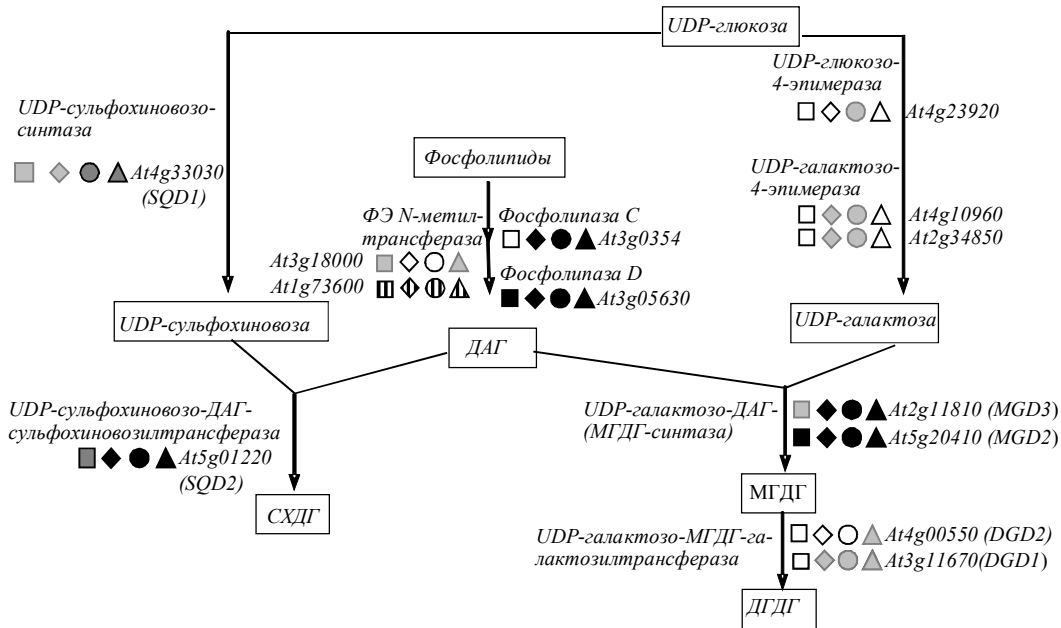 UDP-глюкоза
UDP-глюкозо-
4-эпимераза
At4g23920
UDP-сульфохиновозо-
синтаза
At4g33030
(SQD1)
Фосфолипиды
UDP-галактозо-
4-эпимераза
At4g10960
At2g34850
ФЭ N-метил-
трансфераза
At3g18000
At1g73600
Фосфолипаза C
At3g0354
Фосфолипаза D
At3g05630
UDP-сульфохиновоза
ДАГ
UDP-галактоза
UDP-сульфохиновозо-ДАГ-
сульфохиновозилтрансфераза
At5g01220
(SQD2)
UDP-галактозо-ДАГ-
(МГДГ-синтаза)
At2g11810 (MGD3)
At5g20410 (MGD2)
СХДГ
МГДГ
UDP-галактозо-МГДГ-га-
лактозилтрансфераза
At4g00550 (DGD2)
At3g11670(DGD1)
ДГДГ